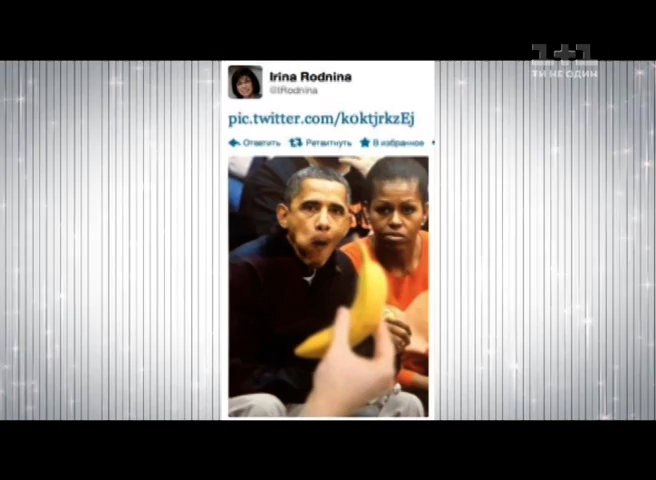 1+1
ТИ НЕ ОДИН
Irina Rodnina
@IRodnina
pic.twitter.com/koktjrkzEj
Ответить Ретвитнуть В избранное